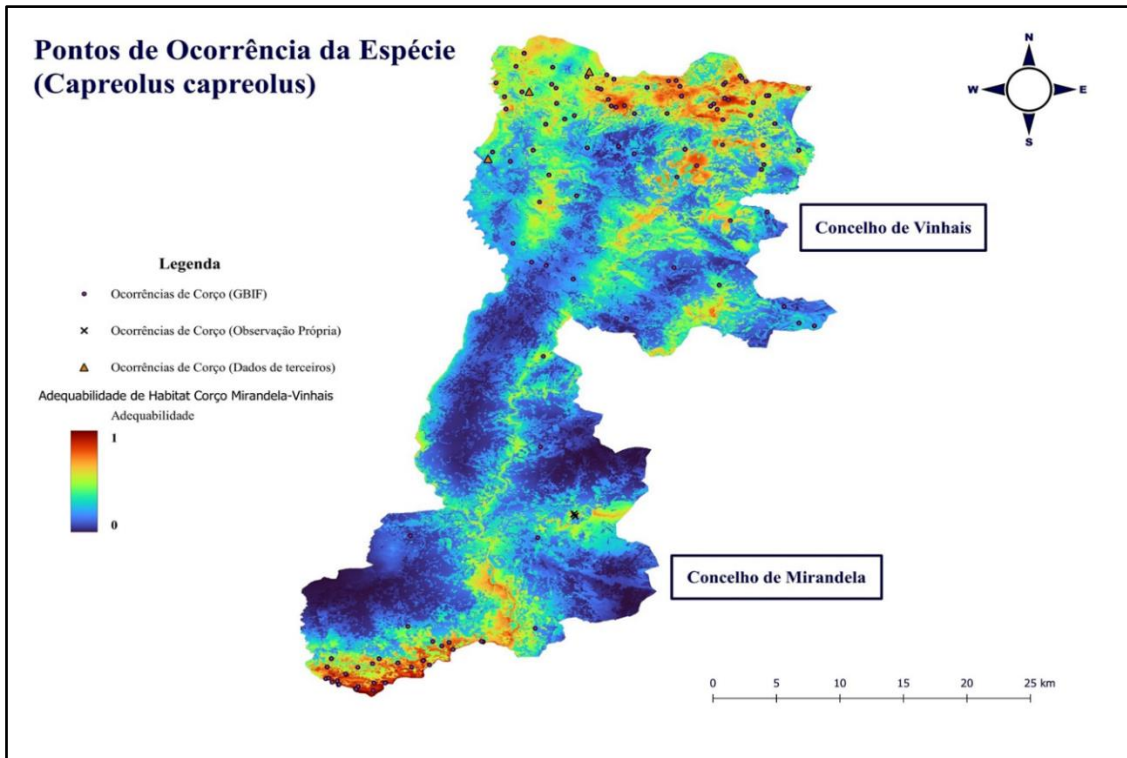 Pontos de Ocorrência da Espécie
(Capreolus capreolus)
N
W
E
S
Concelho de Vinhais
Legenda
Ocorrências de Corço (GBIF)
Ocorrências de Corço (Observação Própria)
Ocorrências de Corço (Dados de terceiros)
Adequabilidade de Habitat Corço Mirandela-Vinhais
Adequabilidade
1
0
Concelho de Mirandela
0 5 10 15 20 25 km